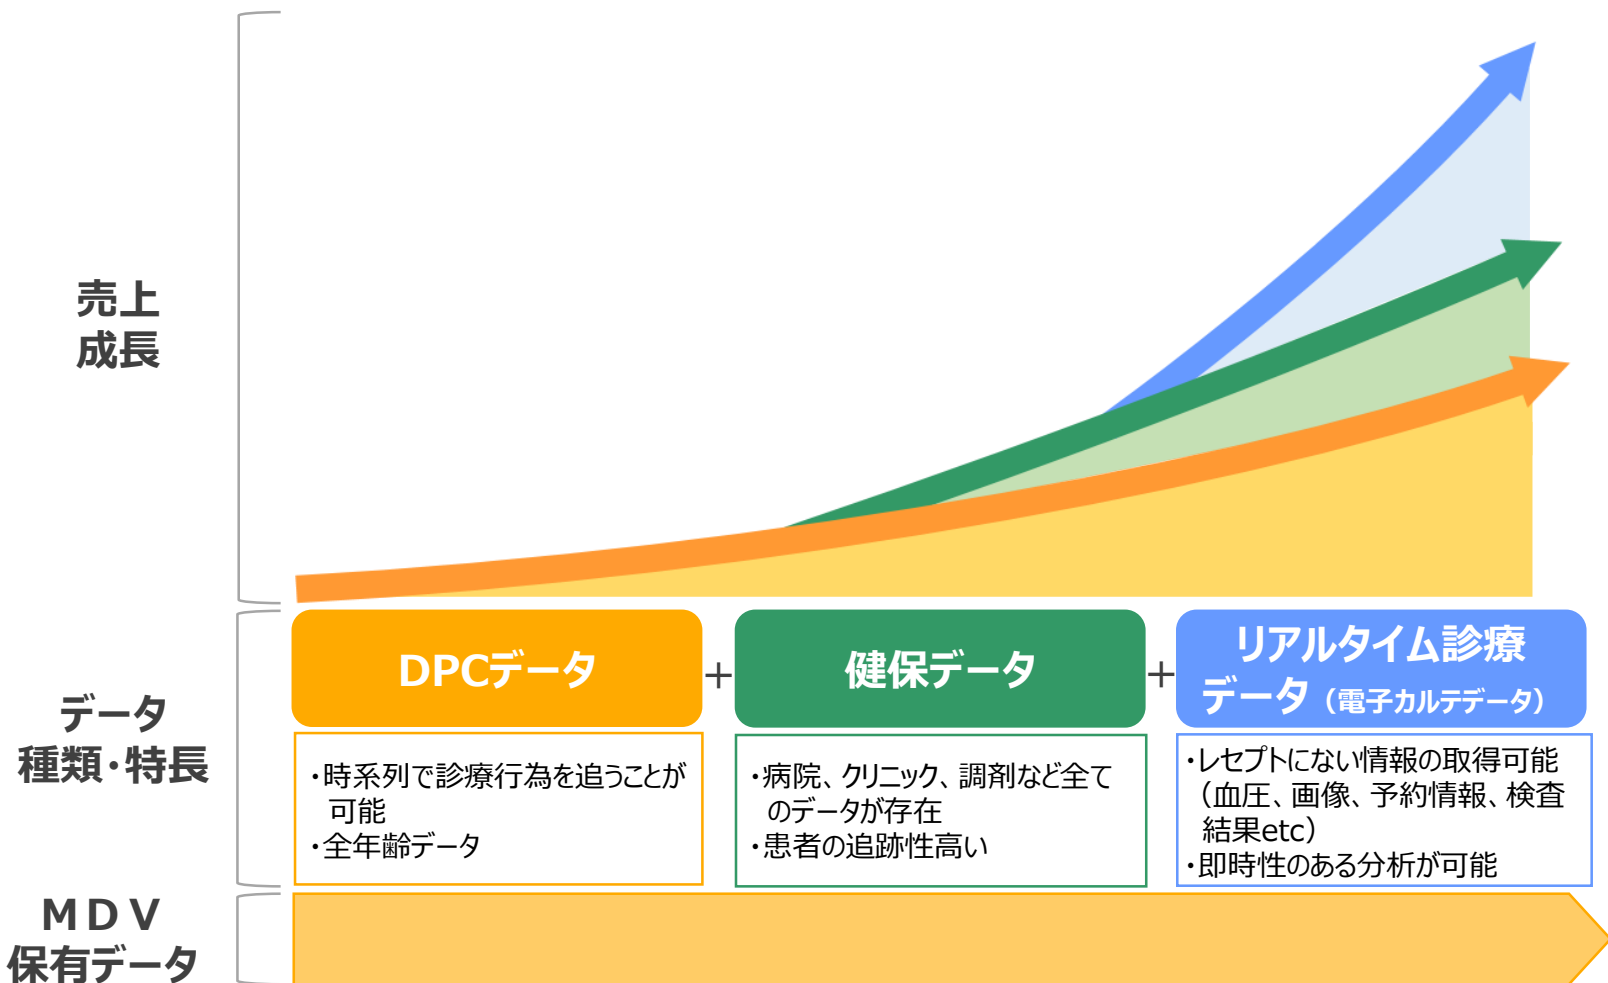 売上
成長
データ
種類・特長
DPCデータ
+
健保データ
+
リアルタイム診療
データ（電子カルテデータ）
・時系列で診療行為を追うことが
可能
・全年齢データ
・病院、クリニック、調剤など全て
のデータが存在
・患者の追跡性高い
・レセプトにない情報の取得可能
（血圧、画像、予約情報、検査
結果etc）
・即時性のある分析が可能
ＭＤＶ
保有データ